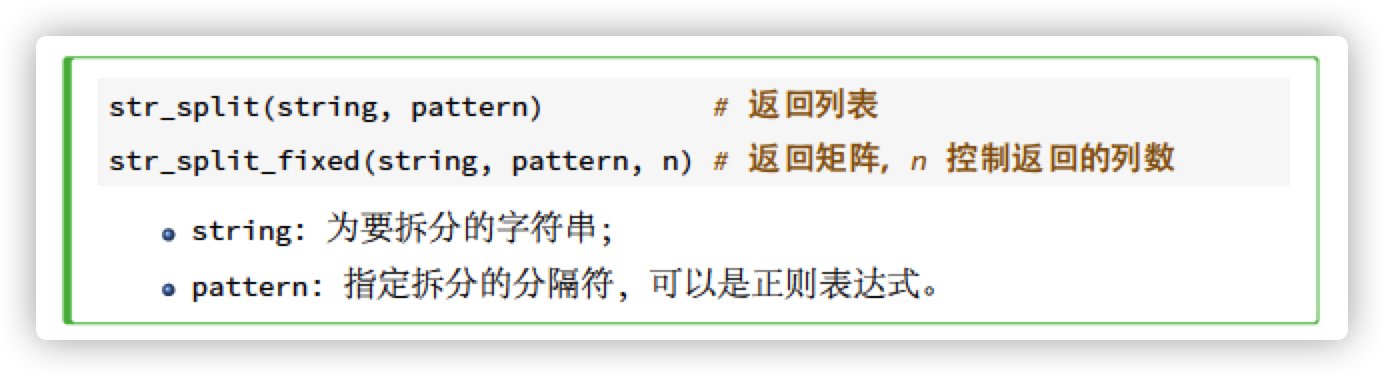 str_split(string, pattern)          # 返回列表
str_split_fixed(string, pattern, n) # 返回矩阵, n 控制返回的列数
string: 为要拆分的字符串;
pattern: 指定拆分的分隔符, 可以是正则表达式。